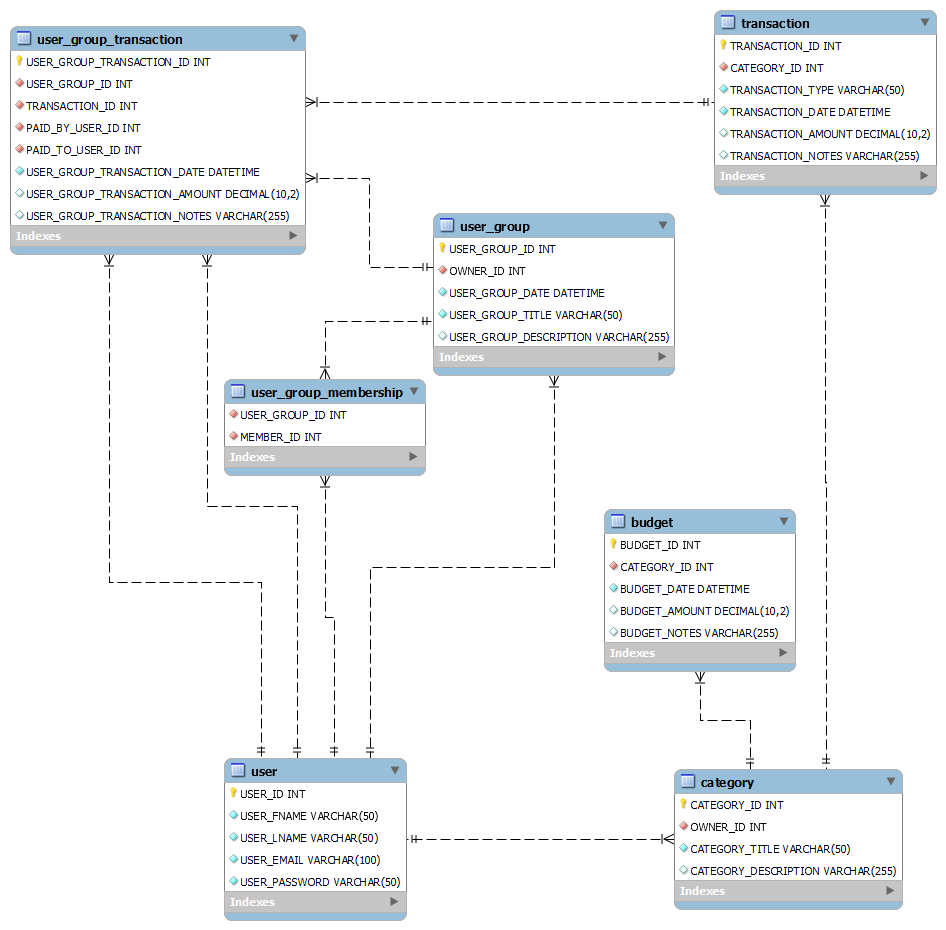 user_group_transaction
USER_GROUP_TRANSACTION_ID INT
USER_GROUP_ID INT
TRANSACTION_ID INT
PAID_BY_USER_ID INT
PAID_TO_USER_ID INT
USER_GROUP_TRANSACTION_DATE DATETIME
USER_GROUP_TRANSACTION_AMOUNT DECIMAL(10,2)
USER_GROUP_TRANSACTION_NOTES VARCHAR(255)
Indexes
transaction
TRANSACTION_ID INT
CATEGORY_ID INT
TRANSACTION_TYPE VARCHAR(50)
TRANSACTION_DATE DATETIME
TRANSACTION_AMOUNT DECIMAL(10,2)
TRANSACTION_NOTES VARCHAR(255)
Indexes
user_group
USER_GROUP_ID INT
OWNER_ID INT
USER_GROUP_DATE DATETIME
USER_GROUP_TITLE VARCHAR(50)
USER_GROUP_DESCRIPTION VARCHAR(255)
Indexes
user_group_membership
USER_GROUP_ID INT
MEMBER_ID INT
Indexes
budget
BUDGET_ID INT
CATEGORY_ID INT
BUDGET_DATE DATETIME
BUDGET_AMOUNT DECIMAL(10,2)
BUDGET_NOTES VARCHAR(255)
Indexes
user
USER_ID INT
USER_FNAME VARCHAR(50)
USER_LNAME VARCHAR(50)
USER_EMAIL VARCHAR(100)
USER_PASSWORD VARCHAR(50)
Indexes
category
CATEGORY_ID INT
OWNER_ID INT
CATEGORY_TITLE VARCHAR(50)
CATEGORY_DESCRIPTION VARCHAR(255)
Indexes